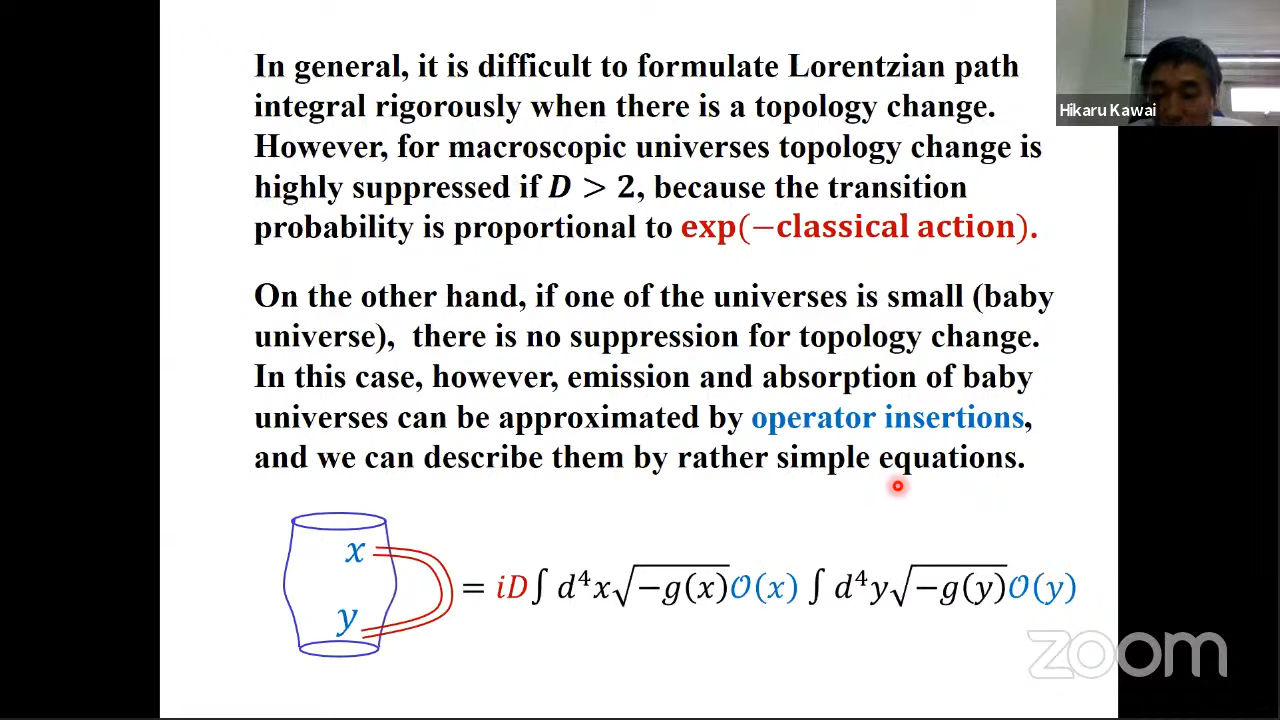 In general, it is difficult to formulate Lorentzian path
integral rigorously when there is a topology change.
However, for macroscopic universes topology change is
highly suppressed if D > 2, because the transition
probability is proportional to exp(−classical action).
Hikaru Kawai
On the other hand, if one of the universes is small (baby
universe), there is no suppression for topology change.
In this case, however, emission and absorption of baby
universes can be approximated by operator insertions,
and we can describe them by rather simple equations.
x
y
= iD∫ d⁴x√−g(x)𝒪(x) ∫ d⁴y√−g(y)𝒪(y)
zoom